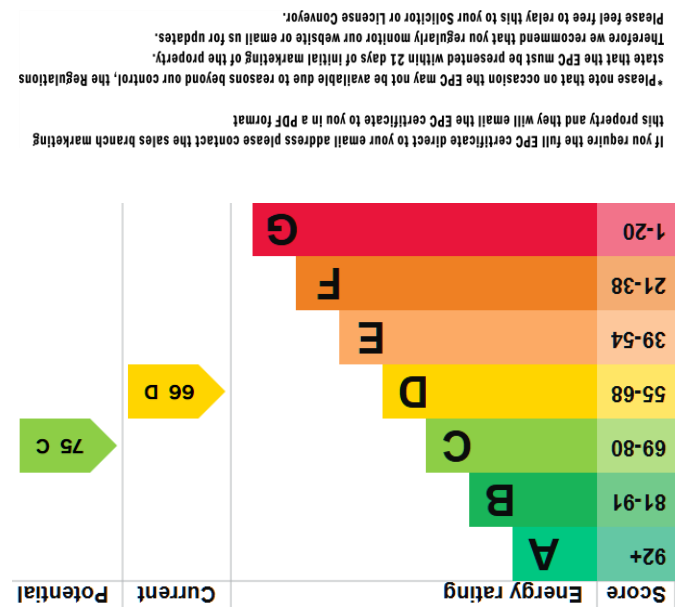 Score Energy rating Current Potential
92+ A
81-91 B
69-80 C 75 C
55-68 D 66 D
39-54 E
21-38 F
1-20 G
If you require the full EPC certificate direct to your email address please contact the sales branch marketing
this property and they will email the EPC certificate to you in a PDF format
*Please note that on occasion the EPC may not be available due to reasons beyond our control, the Regulations
state that the EPC must be presented within 21 days of initial marketing of the property.
Therefore we recommend that you regularly monitor our website or email us for updates.
Please feel free to relay this to your Solicitor or License Conveyor.